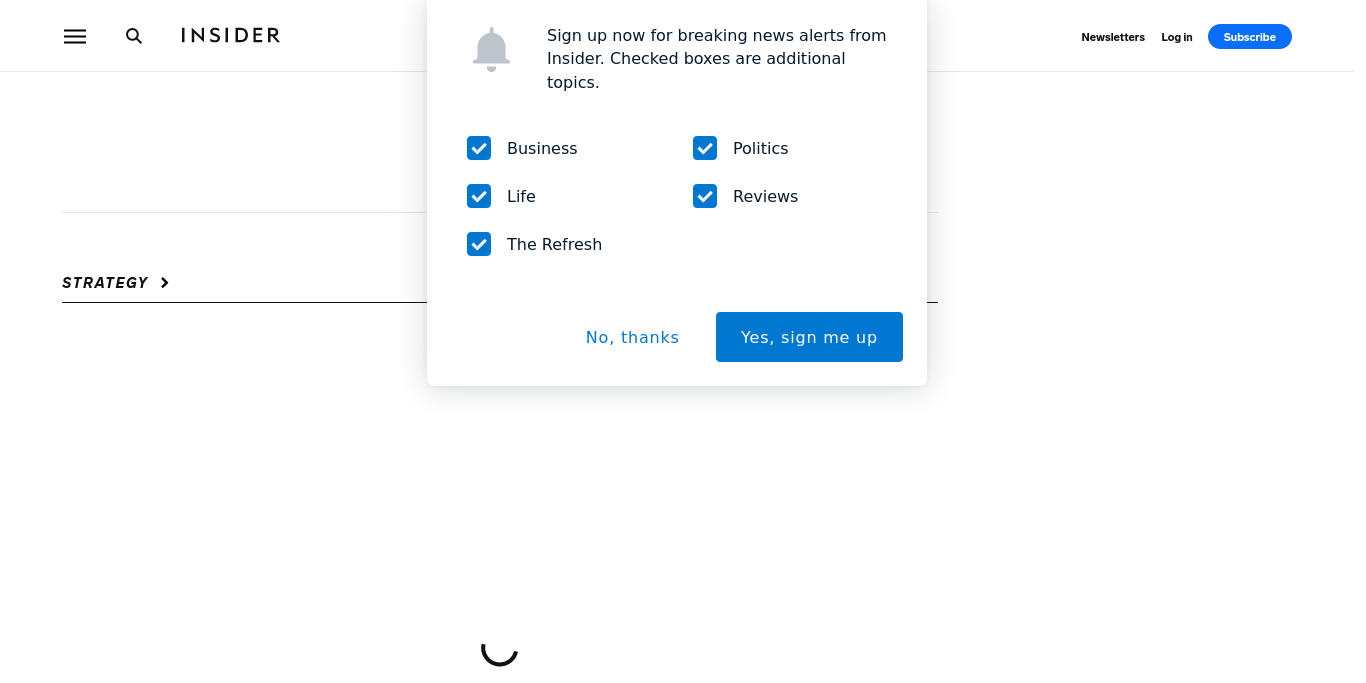 INSIDER
Newsletters
Log in
Subscribe
Sign up now for breaking news alerts from
Insider. Checked boxes are additional
topics.
Business
Politics
Life
Reviews
The Refresh
No, thanks
Yes, sign me up
STRATEGY